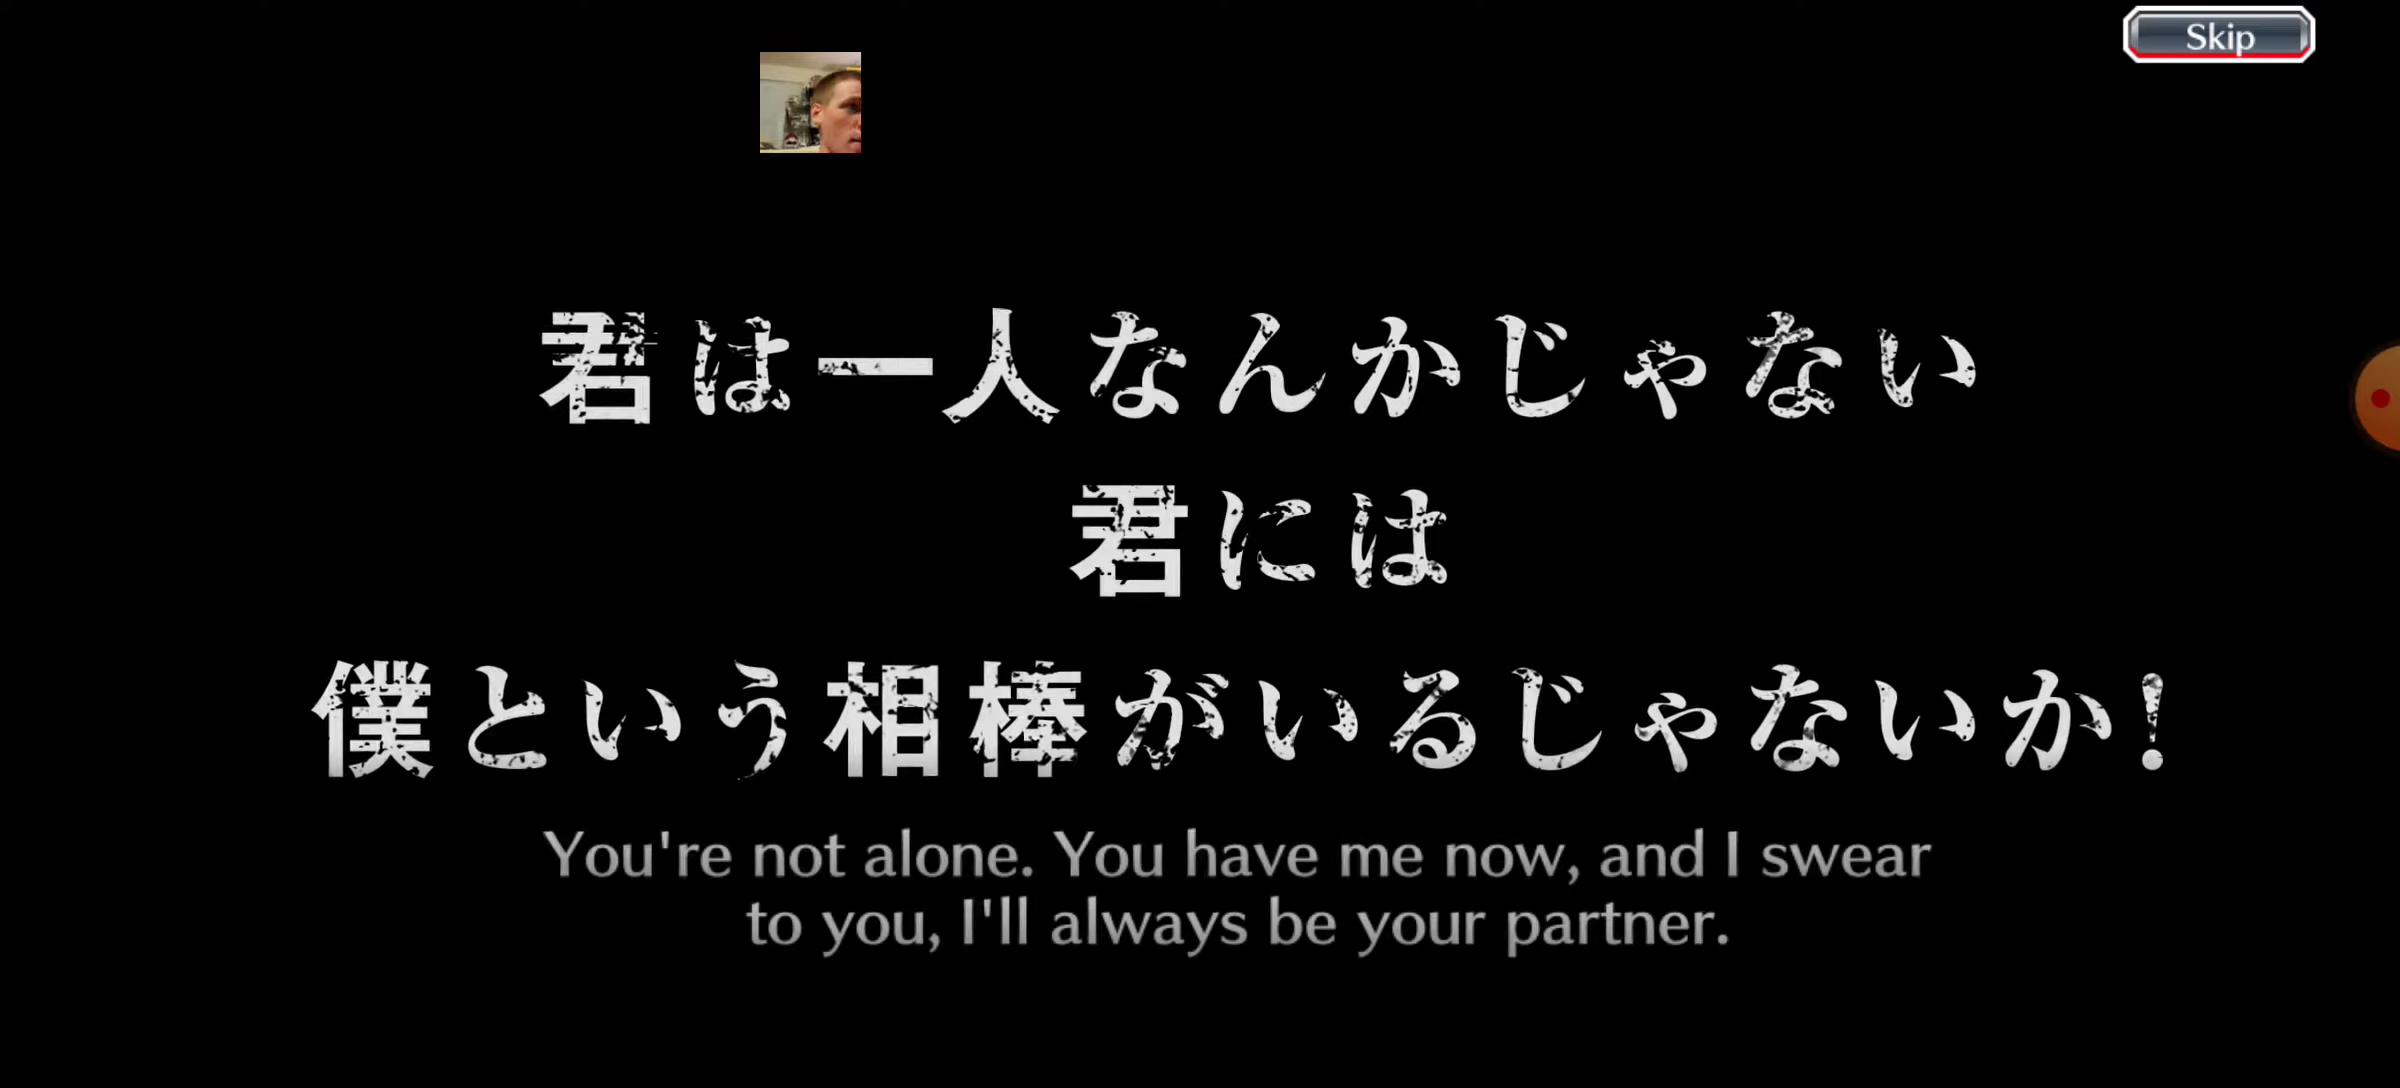 Skip
君は一人なんかじゃない
君には
僕という相棒がいるじゃないか！
You're not alone. You have me now, and I swear
to you, I'll always be your partner.